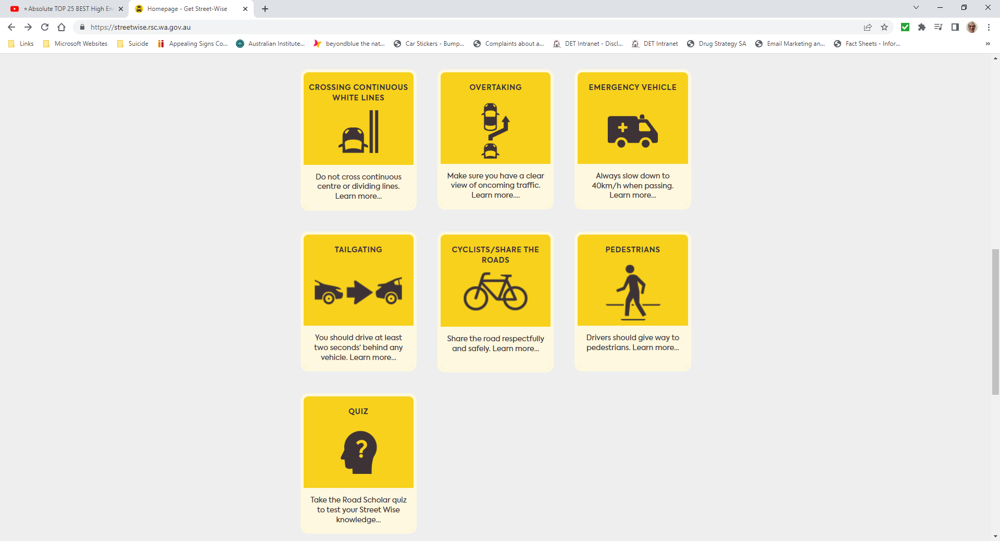 ⭐Absolute TOP 25 BEST High En
Homepage - Get Street-Wise
https://streetwise.rsc.wa.gov.au
Links
Microsoft Websites
Suicide
Appealing Signs Co...
Australian Institute...
beyondblue the nat...
Car Stickers - Bump...
Complaints about a...
DET Intranet - Discl...
DET Intranet
Drug Strategy SA
Email Marketing an...
Fact Sheets - Infor...
»
CROSSING CONTINUOUS
WHITE LINES
Do not cross continuous
centre or dividing lines.
Learn more...
OVERTAKING
Make sure you have a clear
view of oncoming traffic.
Learn more....
EMERGENCY VEHICLE
Always slow down to
40km/h when passing.
Learn more...
TAILGATING
You should drive at least
two seconds’ behind any
vehicle. Learn more...
CYCLISTS/SHARE THE
ROADS
Share the road respectfully
and safely. Learn more...
PEDESTRIANS
Drivers should give way to
pedestrians. Learn more...
QUIZ
?
Take the Road Scholar quiz
to test your Street Wise
knowledge...